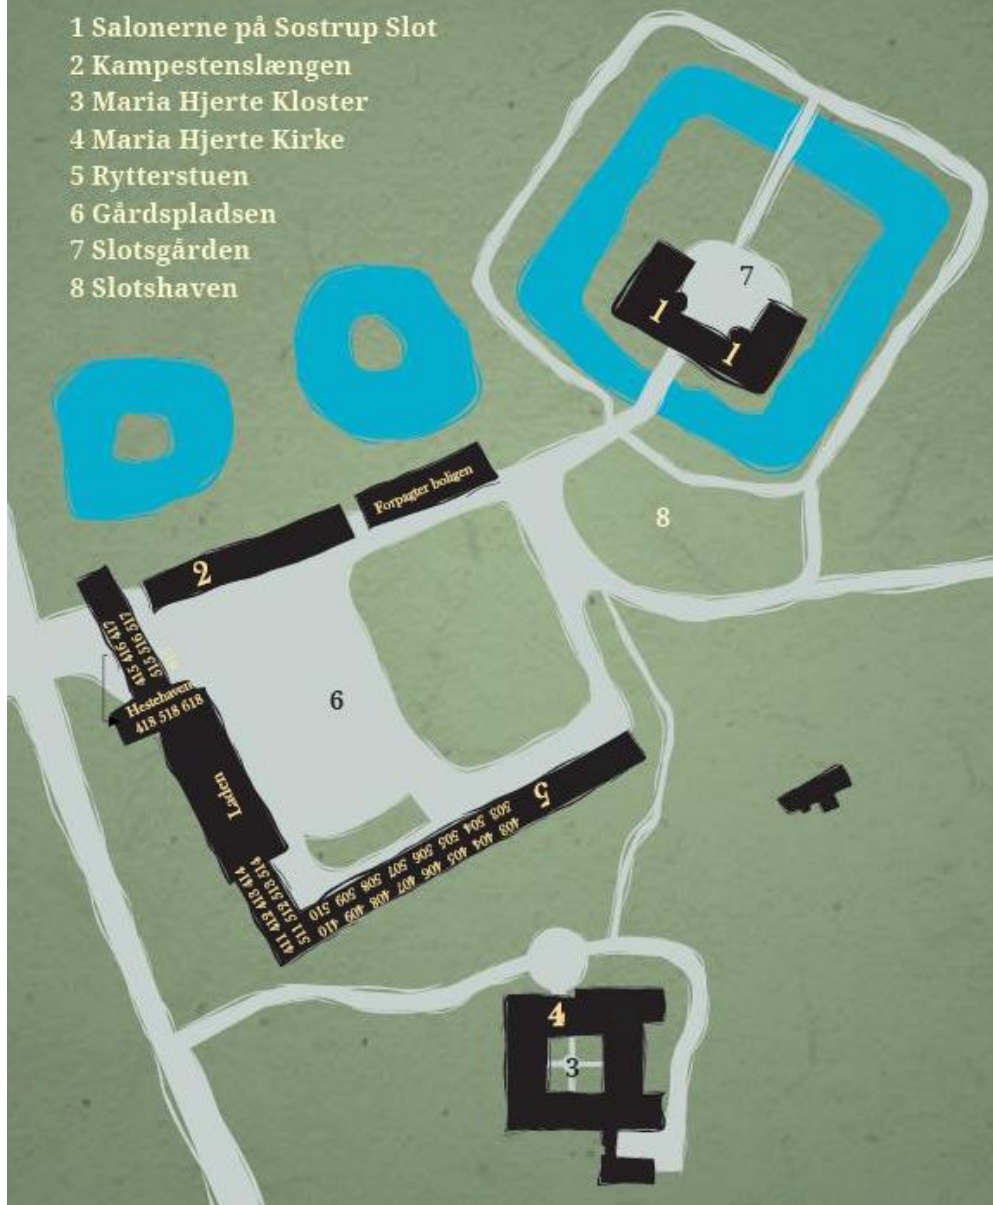 1 Salonerne på Sostrup Slot
2 Kampestenslængen
3 Maria Hjerte Kloster
4 Maria Hjerte Kirke
5 Rytterstuen
6 Gårdspladsen
7 Slotsgården
8 Slotshaven
7
1
1
Forpagter boligen
8
2
415 416 417
515 516 517
Hestehaven
418 518 618
6
Laden
5
503 504 505 506 507 508 509 510
403 404 405 406 407 408 409 410
411 412 413 414
511 512 513 514
4
3